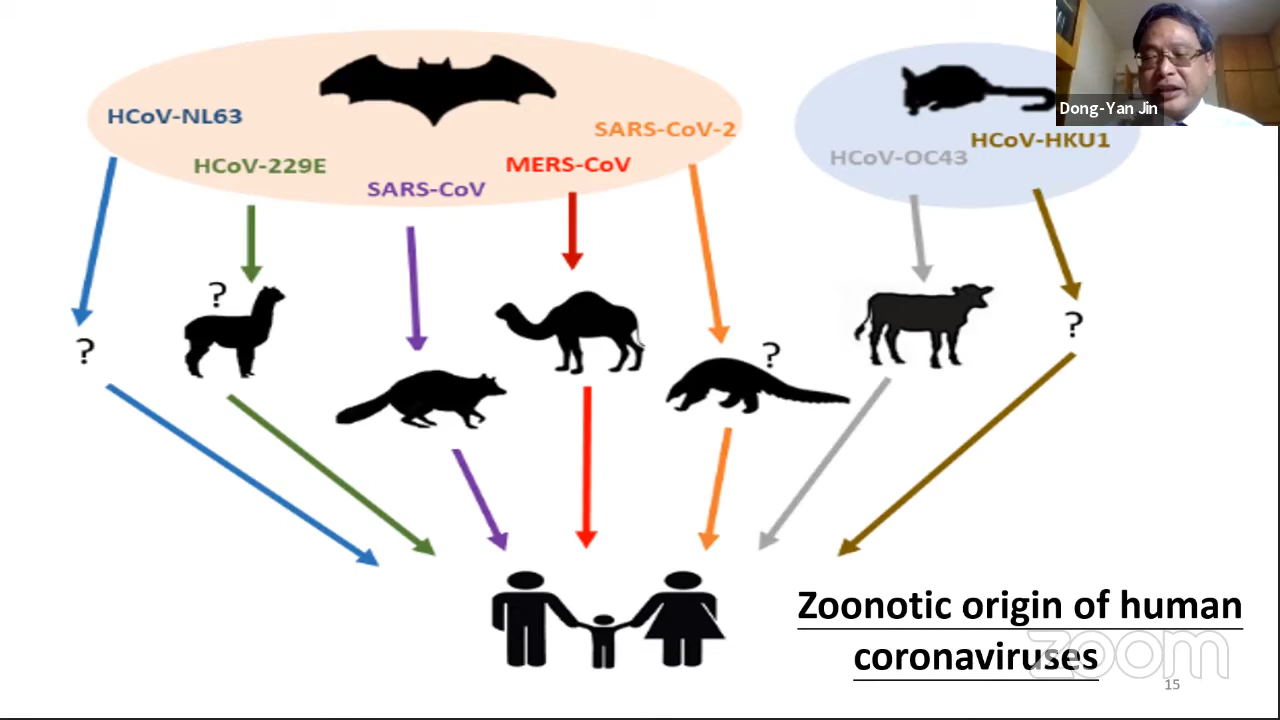 Dong-Yan Jin
HCoV-NL63
SARS-CoV-2
HCoV-HKU1
HCoV-229E
MERS-CoV
HCoV-OC43
SARS-CoV
?
?
?
?
Zoonotic origin of human
coronaviruses
zoom
15